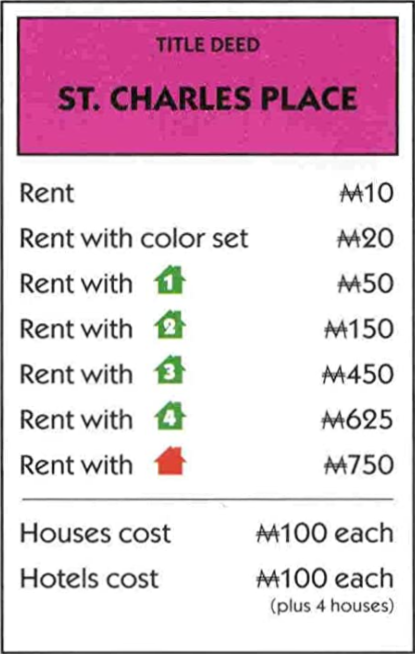 TITLE DEED
ST. CHARLES PLACE
Rent ₩10
Rent with color set ₩20
Rent with 1 ₩50
Rent with 2 ₩150
Rent with 3 ₩450
Rent with 4 ₩625
Rent with ₩750
Houses cost ₩100 each
Hotels cost ₩100 each
(plus 4 houses)